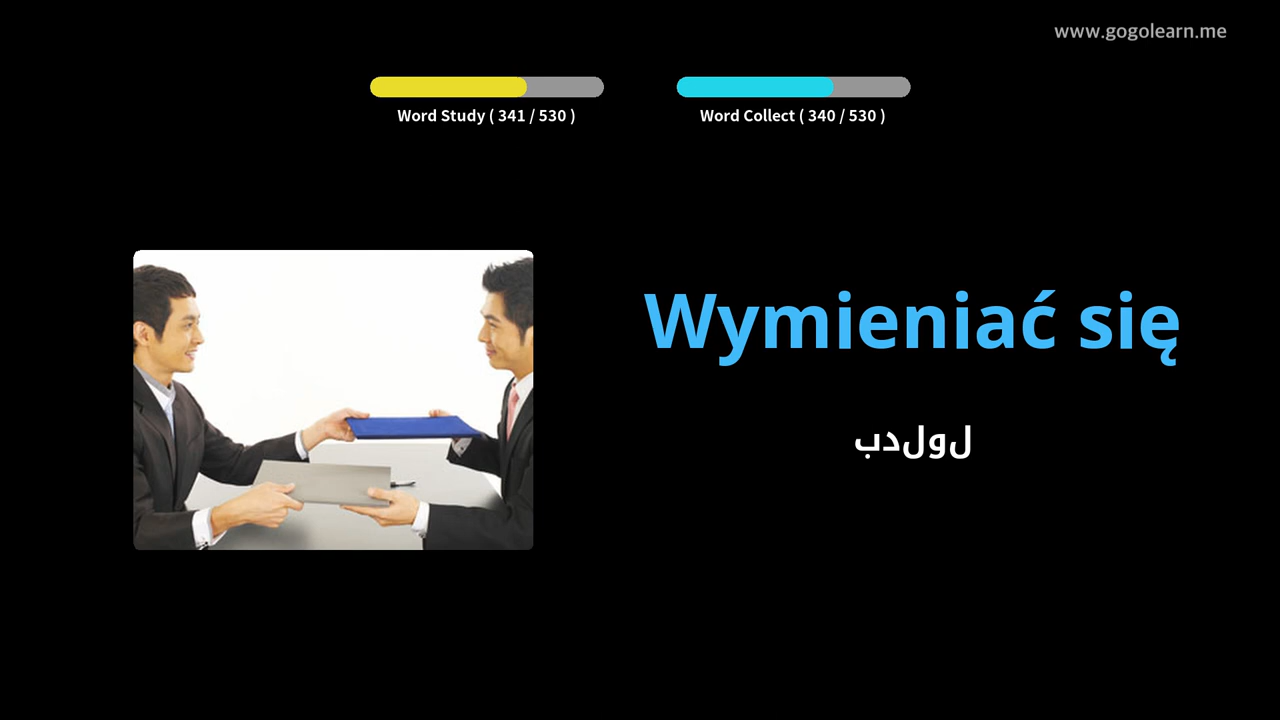 www.gogolearn.me
Word Study ( 341 / 530 )
Word Collect ( 340 / 530 )
Wymieniać się
لولدب